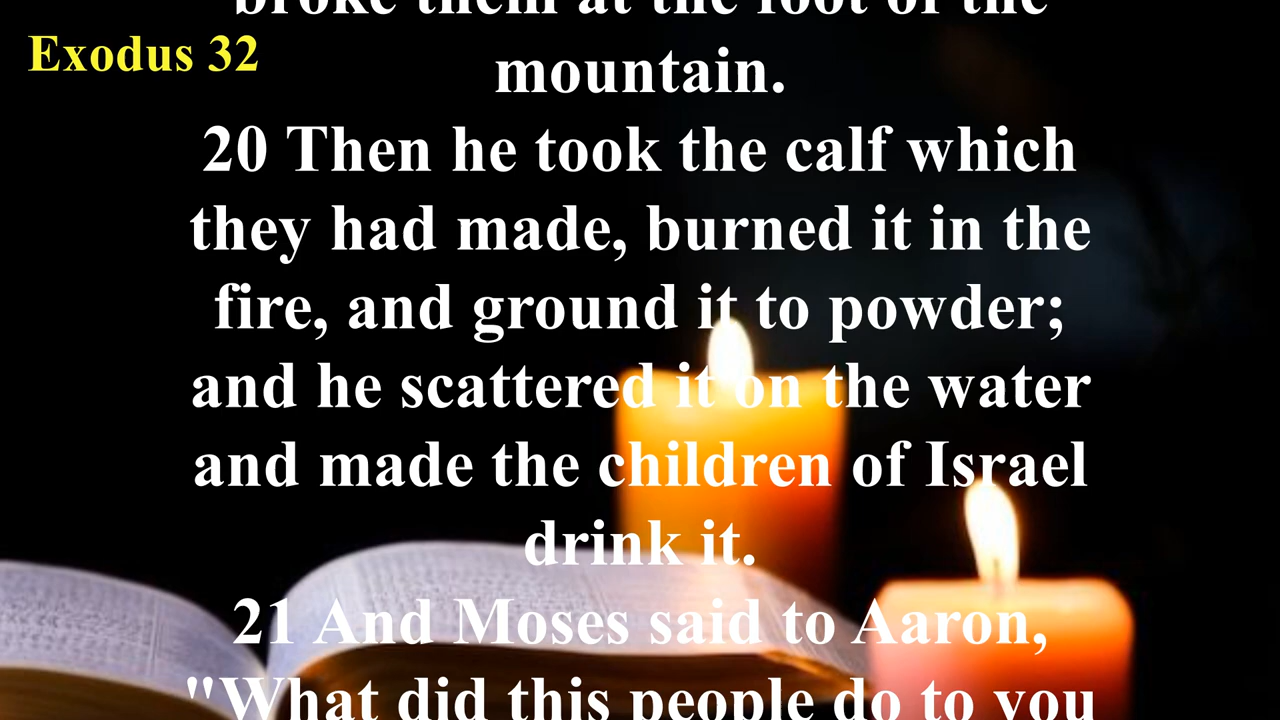 broke them at the foot of the
Exodus 32
mountain.
20 Then he took the calf which
they had made, burned it in the
fire, and ground it to powder;
and he scattered it on the water
and made the children of Israel
drink it.
21 And Moses said to Aaron,
"What did this people do to you